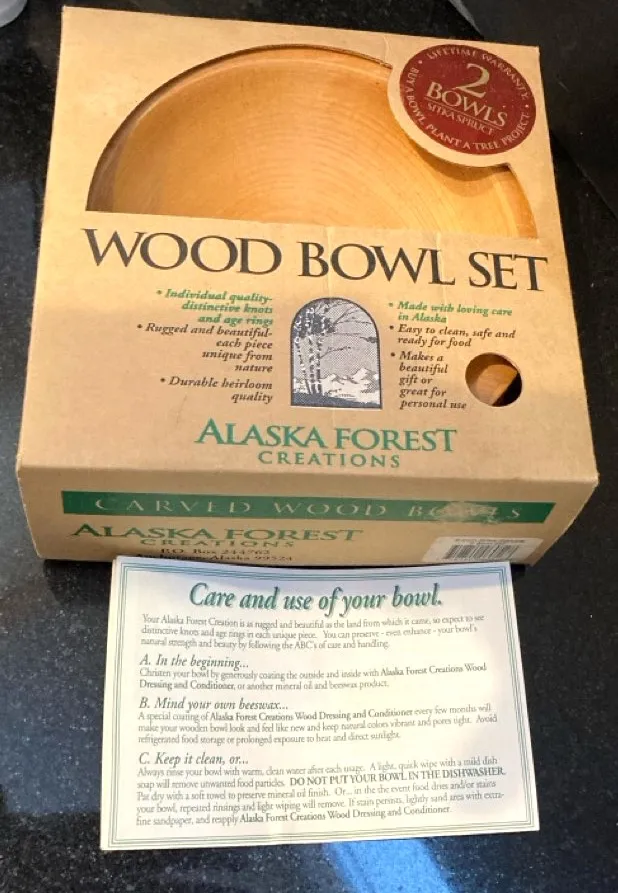 • LIFETIME WARRANTY •
2
BOWLS
SITKA SPRUCE
BUY A BOWL, PLANT A TREE PROJECT •
WOOD BOWL SET
• Individual quality-
distinctive knots
and age rings
• Rugged and beautiful-
each piece
unique from
nature
• Durable heirloom
quality
• Made with loving care
in Alaska
• Easy to clean, safe and
ready for food
• Makes a
beautiful
gift or
great for
personal use
ALASKA FOREST
CREATIONS
CARVED WOOD BOWLS
ALASKA FOREST
CREATIONS
P.O. Box 244762
Alaska 99524
Care and use of your bowl.
Your Alaska Forest Creation is as rugged and beautiful as the land from which it came, so expect to see
distinctive knots and age rings in each unique piece. You can preserve - even enhance - your bowl's
natural strength and beauty by following the ABC's of care and handling.
A. In the beginning...
Christen your bowl by generously coating the outside and inside with Alaska Forest Creations Wood
Dressing and Conditioner, or another mineral oil and beeswax product.
B. Mind your own beeswax...
A special coating of Alaska Forest Creations Wood Dressing and Conditioner every few months will
make your wooden bowl look and feel like new and keep natural colors vibrant and pores tight. Avoid
refrigerated food storage or prolonged exposure to heat and direct sunlight.
C. Keep it clean, or...
Always rinse your bowl with warm, clean water after each usage. A light, quick wipe with a mild dish
soap will remove unwanted food particles. DO NOT PUT YOUR BOWL IN THE DISHWASHER.
Pat dry with a soft towel to preserve mineral oil finish. Or... in the the event food dries and/or stains
your bowl, repeated rinsings and light wiping will remove. If stain persists, lightly sand area with extra-
fine sandpaper, and reapply Alaska Forest Creations Wood Dressing and Conditioner.